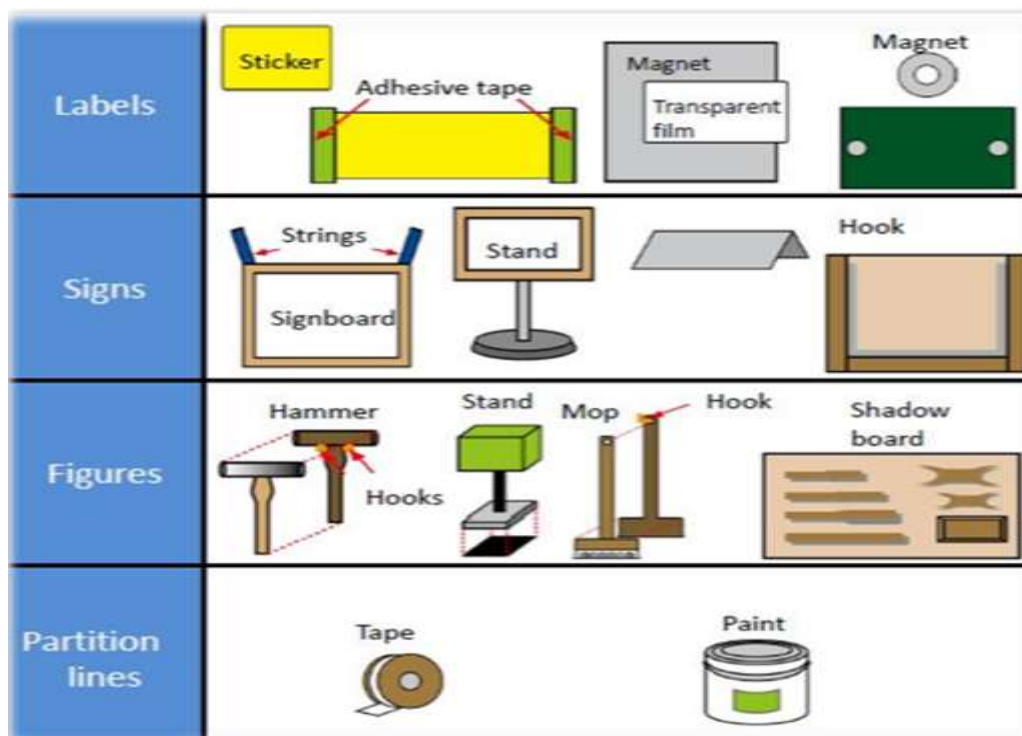 Labels
Sticker
Adhesive tape
Magnet
Transparent
film
Magnet
Signs
Strings
Signboard
Stand
Hook
Figures
Hammer
Hooks
Stand
Mop
Hook
Shadow
board
Partition
lines
Tape
Paint